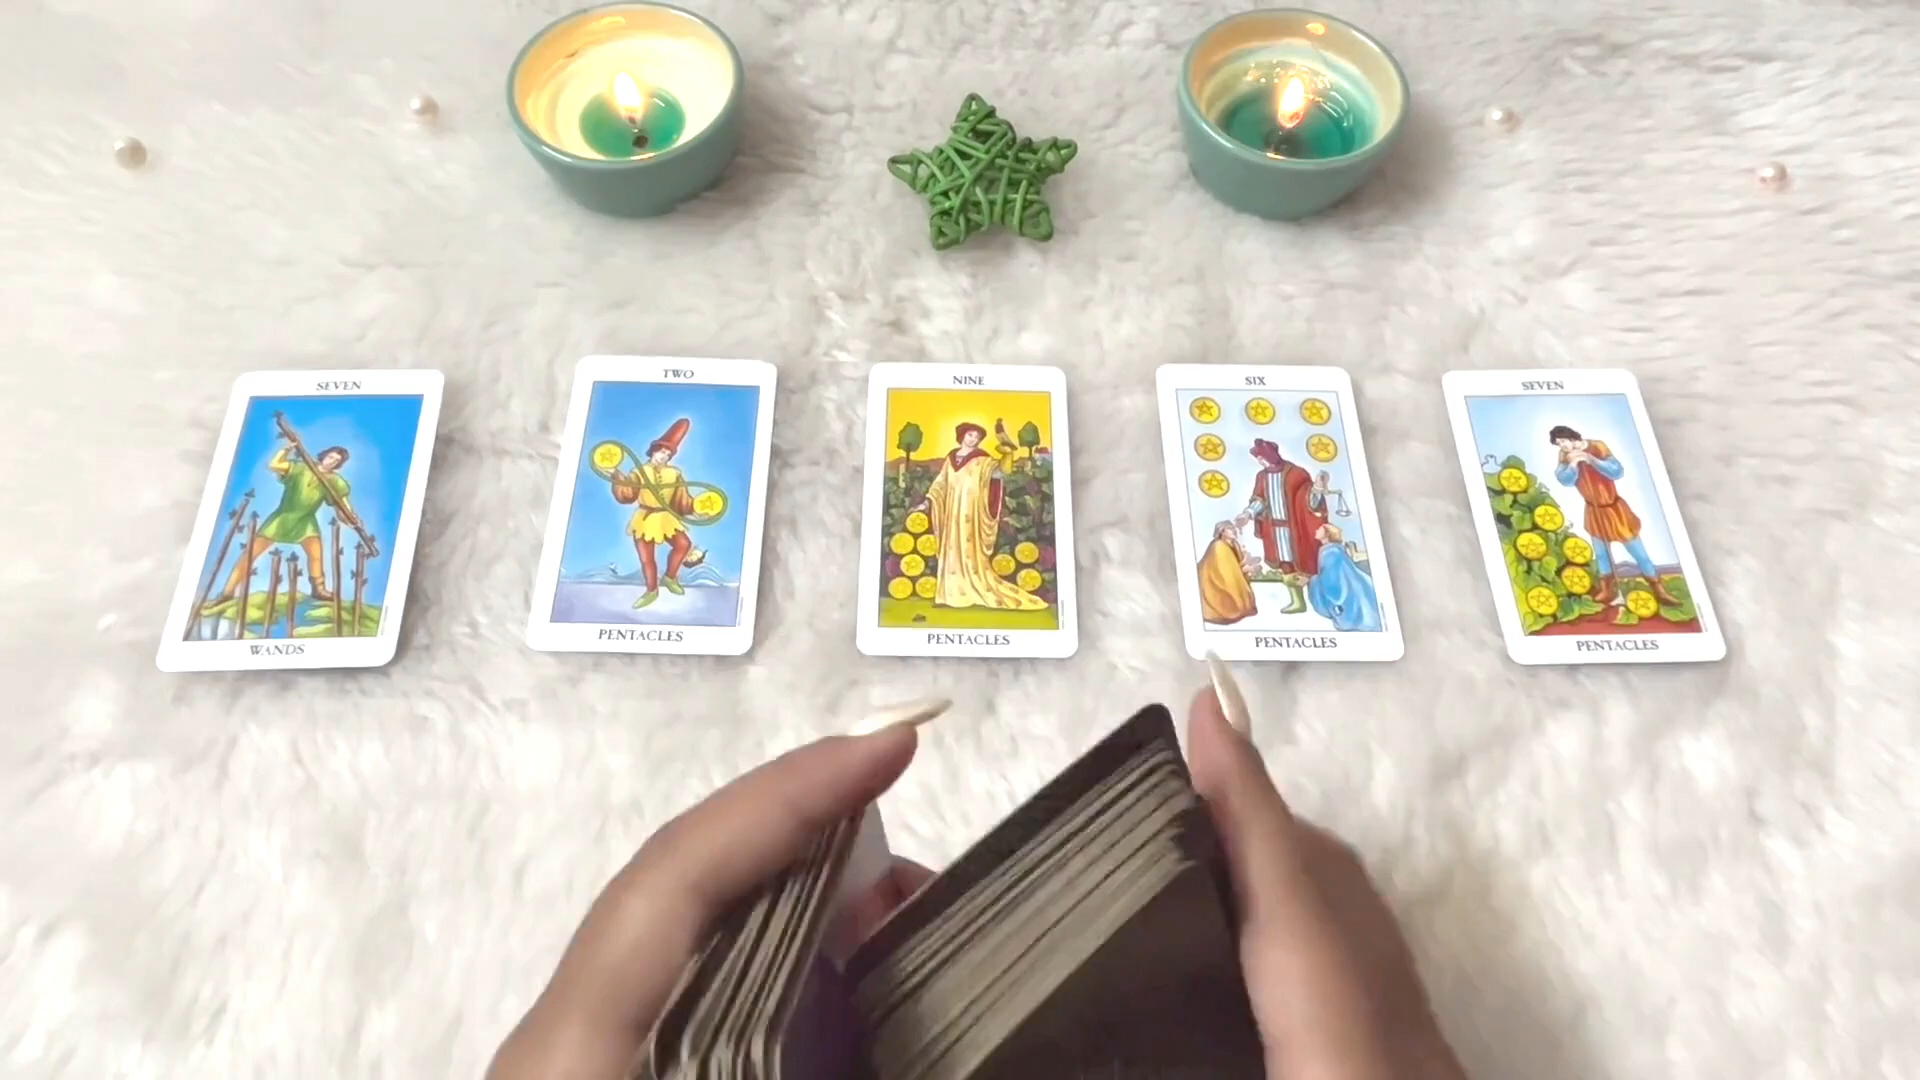 SEVEN
WANDS
TWO
PENTACLES
NINE
PENTACLES
SIX
PENTACLES
SEVEN
PENTACLES